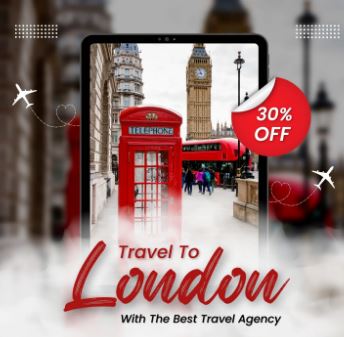 30%
OFF
TELEPHONE
Travel To
London
With The Best Travel Agency